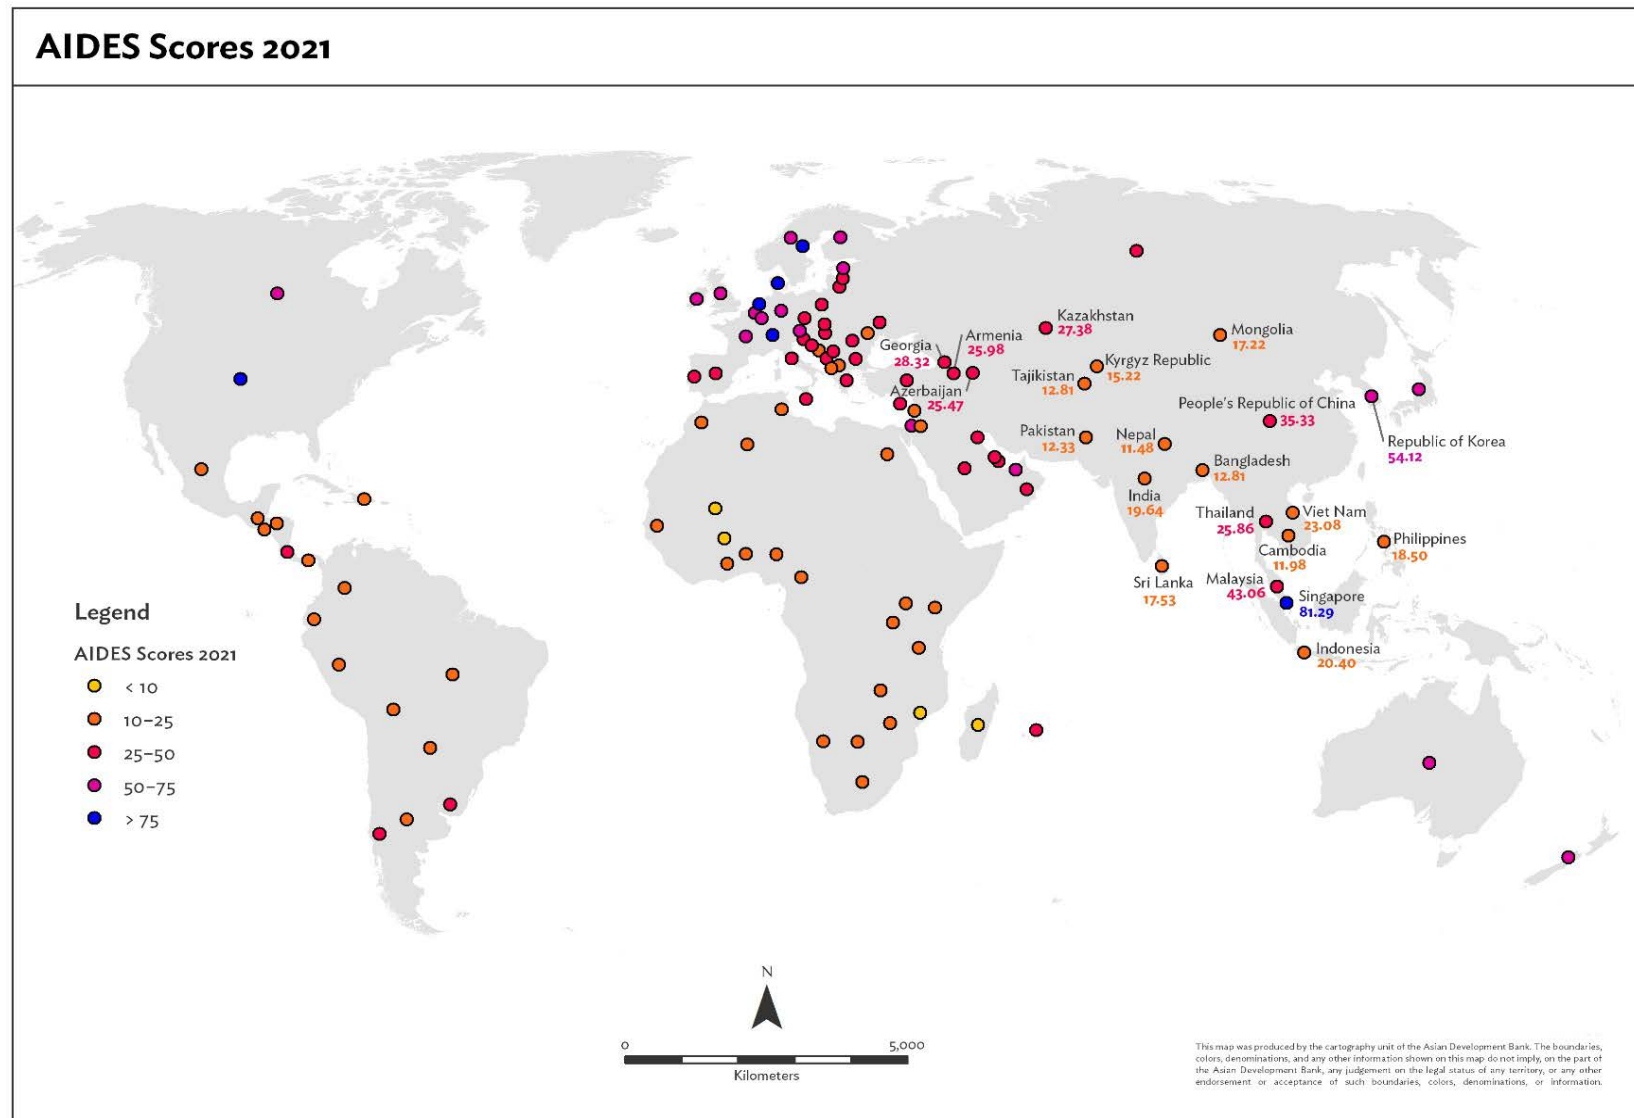 AIDES Scores 2021
Kazakhstan
27.38
Armenia
25.98
Georgia
28.32
Azerbaijan
25.47
Mongolia
17.22
Kyrgyz Republic
15.22
Tajikistan
12.81
People's Republic of China
35.33
Republic of Korea
54.12
Pakistan
12.33
Nepal
11.48
Bangladesh
12.81
India
19.64
Thailand
25.86
Viet Nam
23.08
Cambodia
11.98
Philippines
18.50
Sri Lanka
17.53
Malaysia
43.06
Singapore
81.29
Indonesia
20.40
Legend
AIDES Scores 2021
< 10
10–25
25–50
50–75
> 75
N
0 5,000
Kilometers
This map was produced by the cartography unit of the Asian Development Bank. The boundaries,
colors, denominations, and any other information shown on this map do not imply, on the part of
the Asian Development Bank, any judgement on the legal status of any territory, or any other
endorsement or acceptance of such boundaries, colors, denominations, or information.